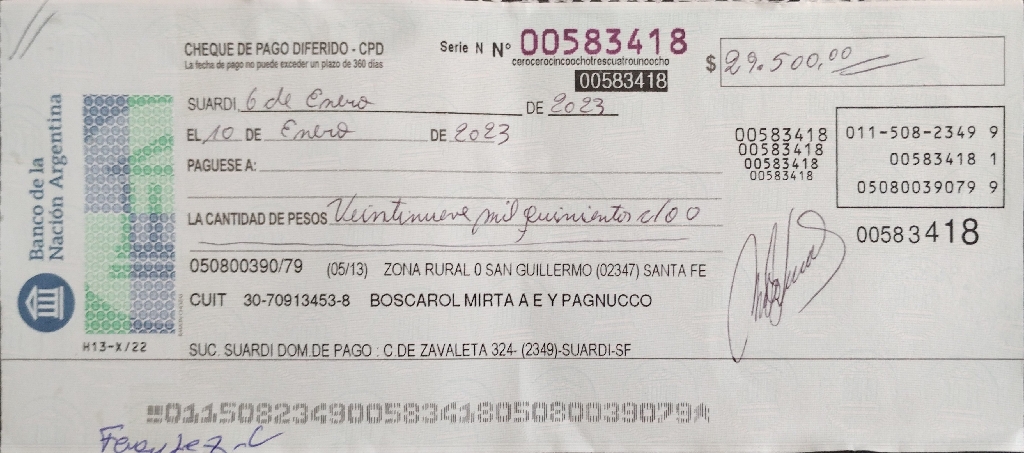 CHEQUE DE PAGO DIFERIDO - CPD
La fecha de pago no puede exceder un plazo de 360 días
Serie N Nº 00583418
cerocerocincoochotrescuatrounoocho
00583418
$ 29.500,00
SUARDI, 6 de Enero DE 2023
EL 10 DE Enero DE 2023
PAGUESE A:
LA CANTIDAD DE PESOS Veintinueve mil quinientos c/00
00583418
00583418
00583418
00583418
011-508-2349 9
00583418 1
05080039079 9
00583418
050800390/79 (05/13) ZONA RURAL 0 SAN GUILLERMO (02347) SANTA FE
CUIT 30-70913453-8 BOSCAROL MIRTA A E Y PAGNUCCO
SUC. SUARDI DOM.DE PAGO : C.DE ZAVALETA 324- (2349)-SUARDI-SF
Banco de la
Nación Argentina
H13-X/22
011508234900583418050800390791